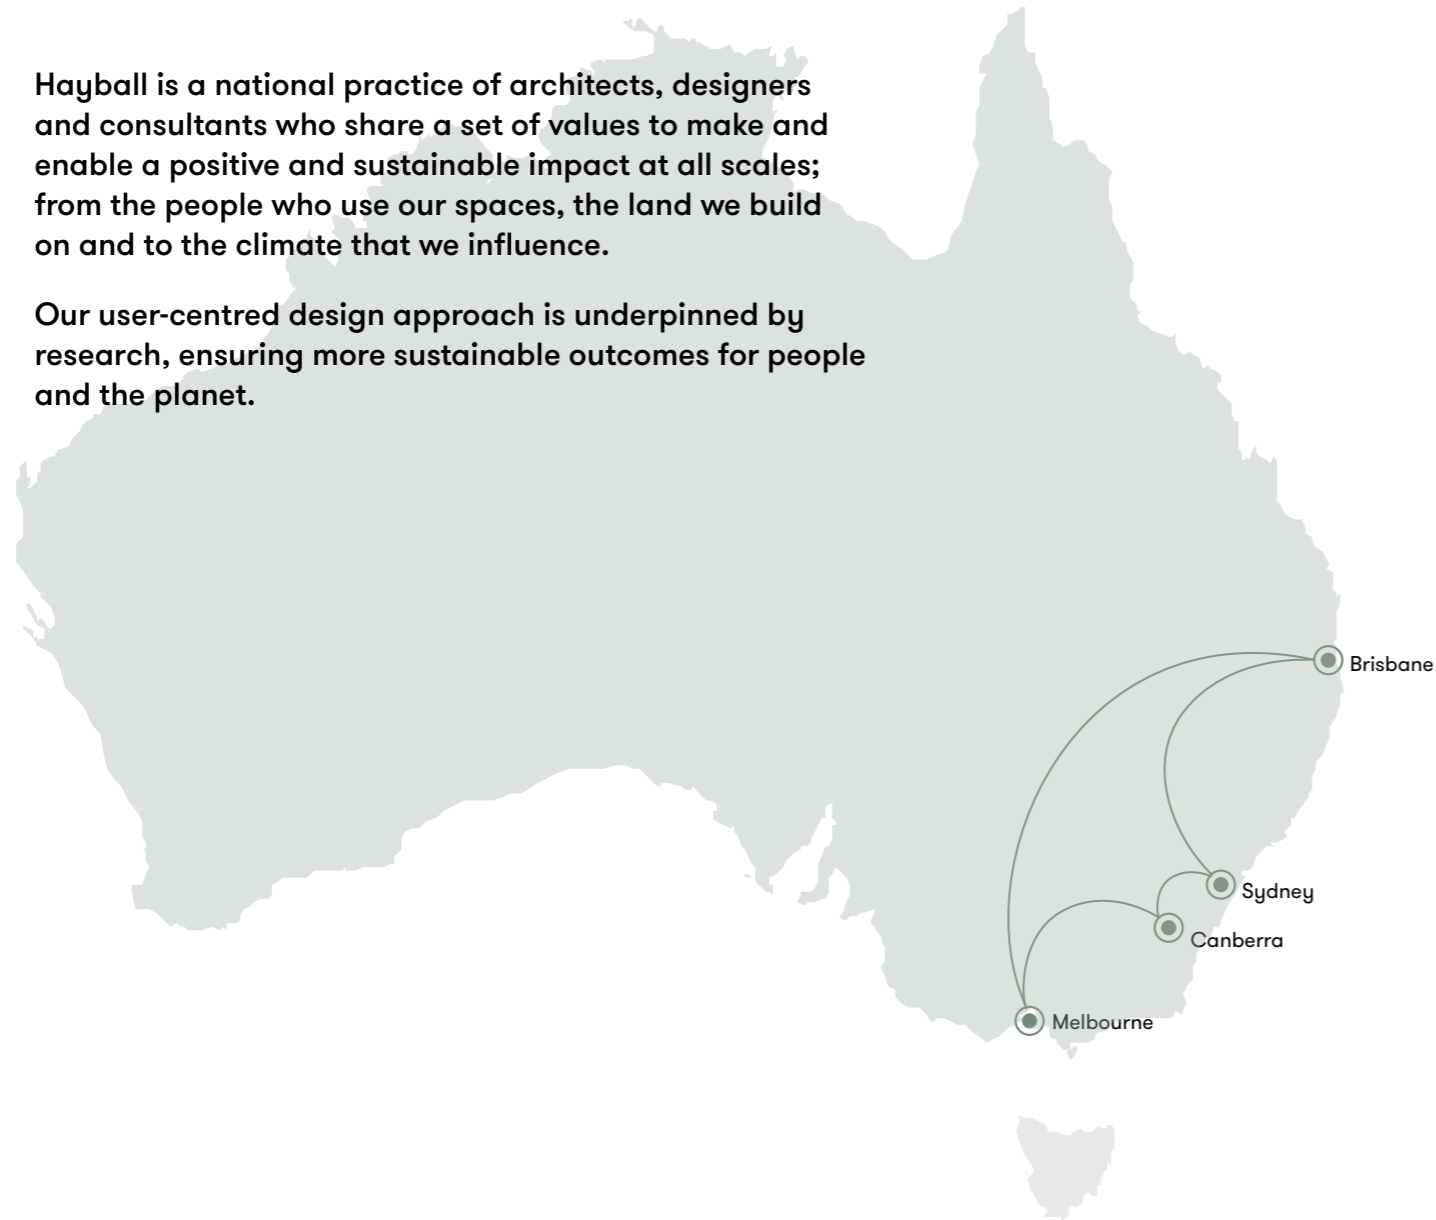 Hayball is a national practice of architects, designers
and consultants who share a set of values to make and
enable a positive and sustainable impact at all scales;
from the people who use our spaces, the land we build
on and to the climate that we influence.
Our user-centred design approach is underpinned by
research, ensuring more sustainable outcomes for people
and the planet.
Brisbane
Sydney
Canberra
Melbourne